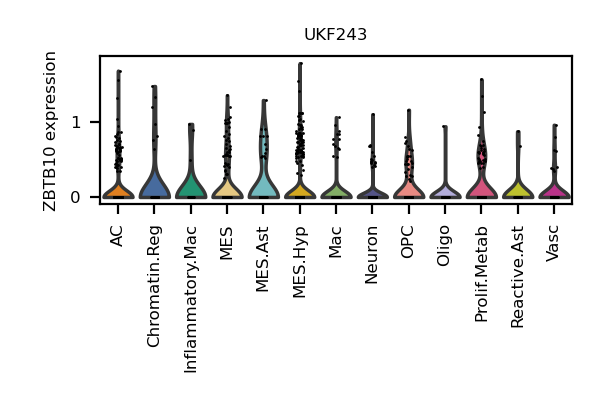 UKF243
ZBTB10 expression
1
0
AC
Chromatin.Reg
Inflammatory.Mac
MES
MES.Ast
MES.Hyp
Mac
Neuron
OPC
Oligo
Prolif.Metab
Reactive.Ast
Vasc